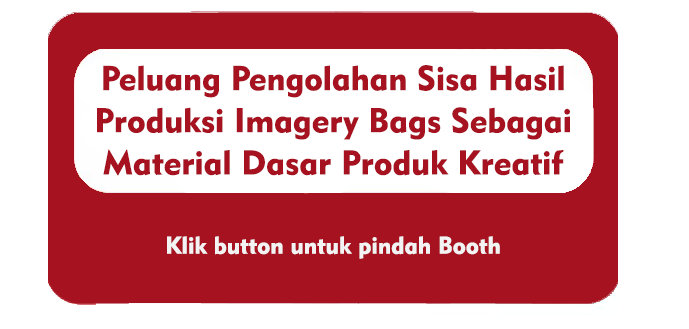 Peluang Pengolahan Sisa Hasil
Produksi Imagery Bags Sebagai
Material Dasar Produk Kreatif
Klik button untuk pindah Booth